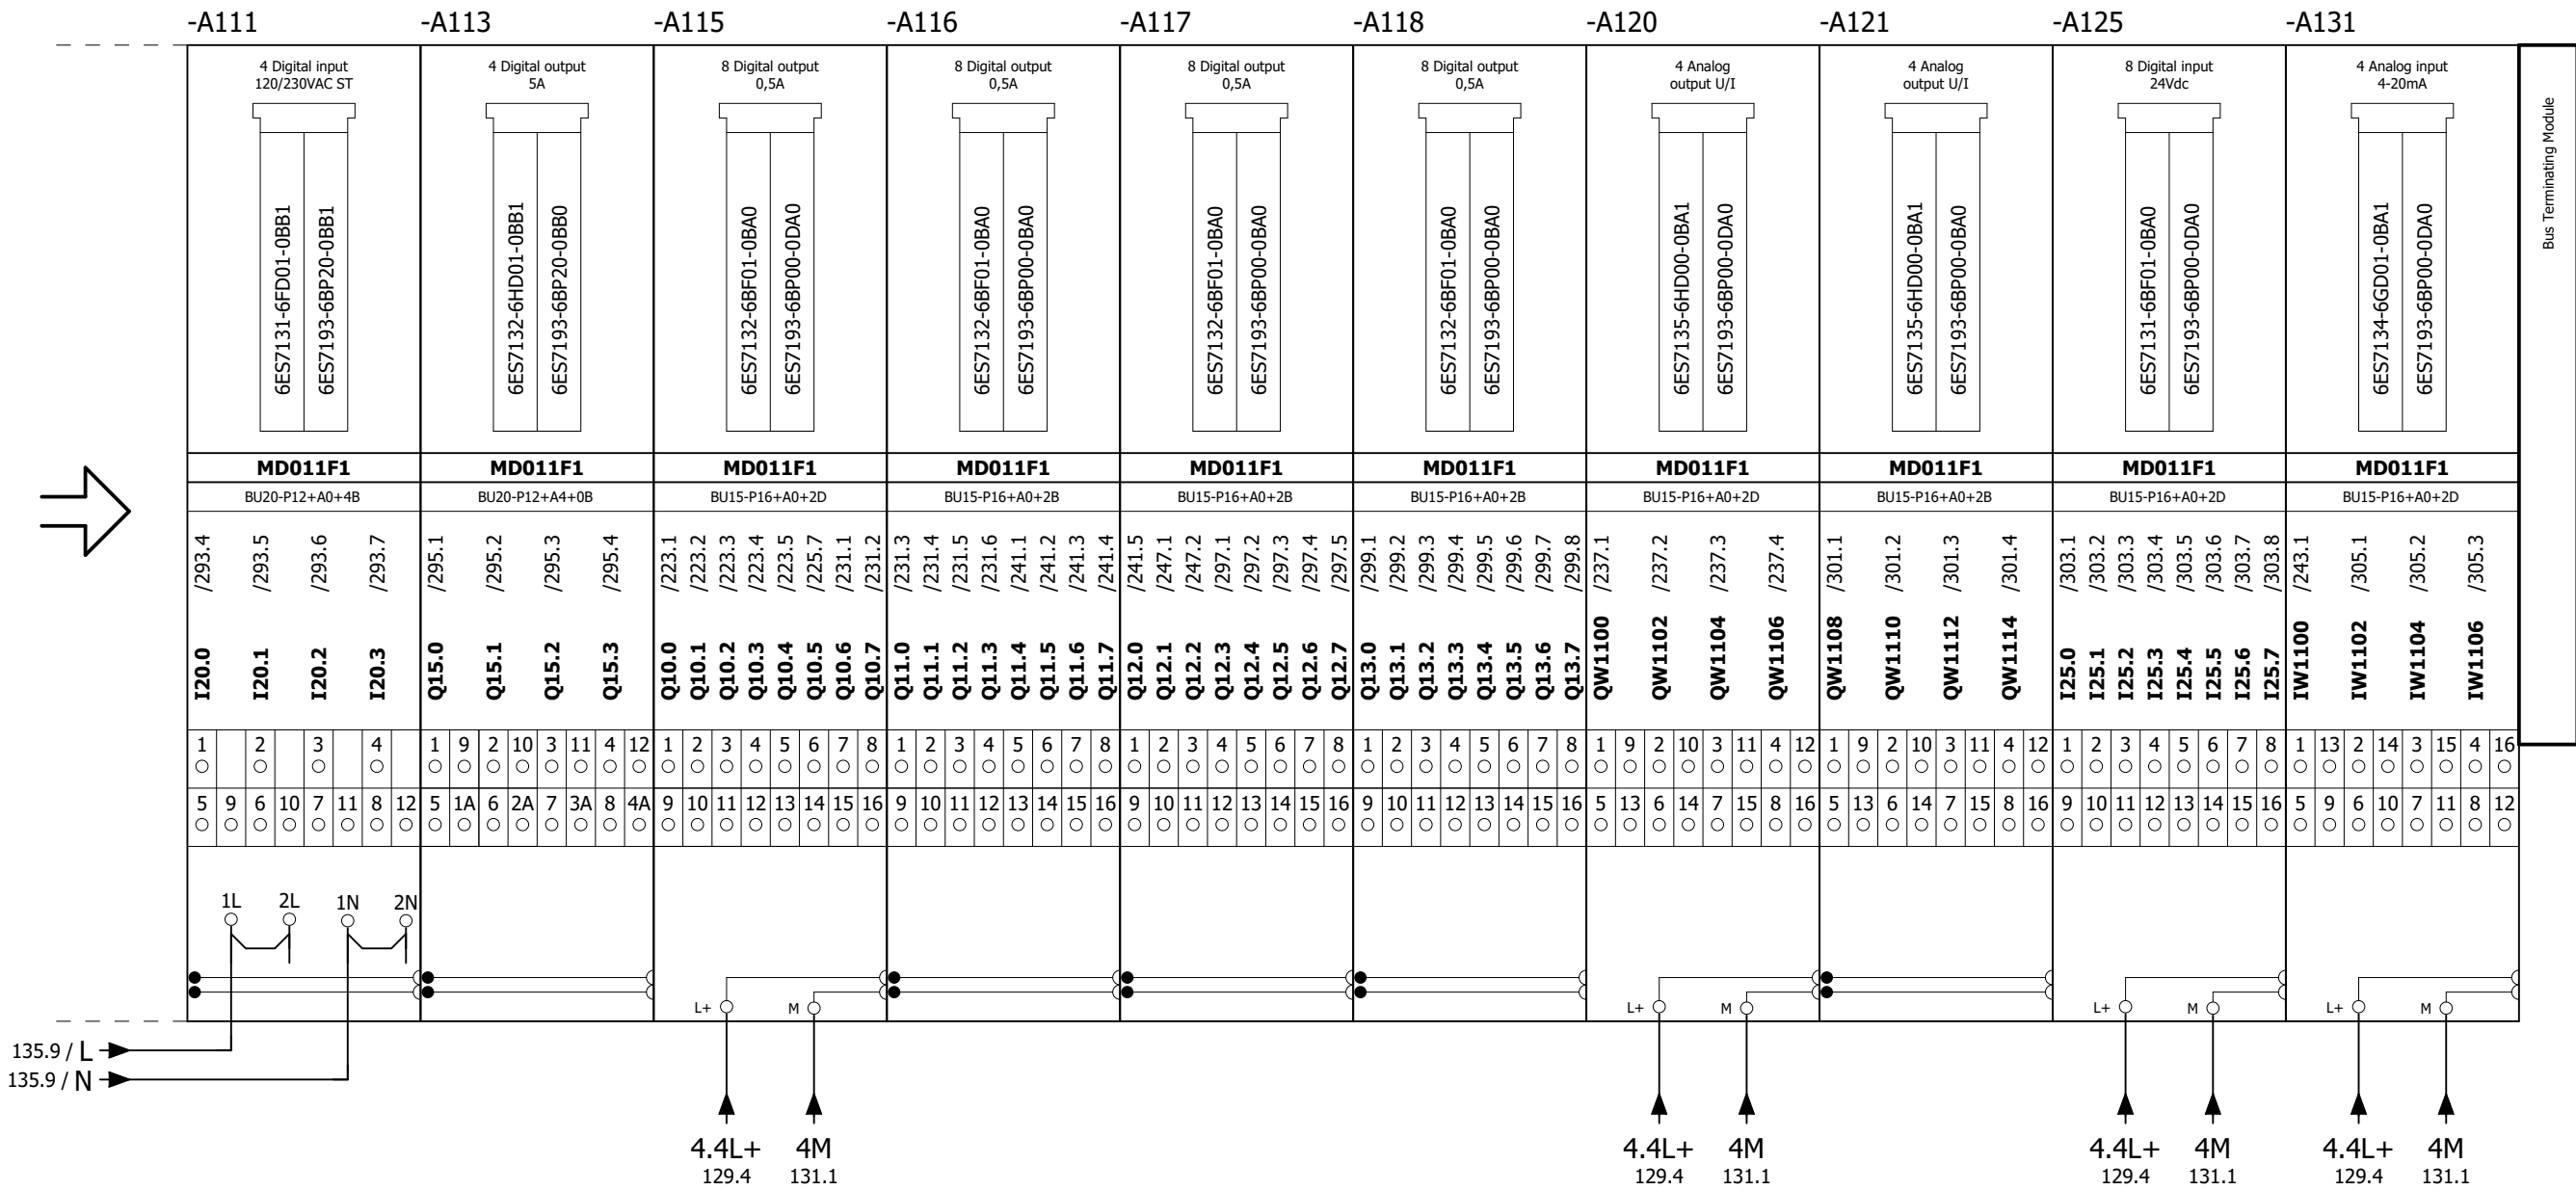 -A111 -A113 -A115 -A116 -A117 -A118 -A120 -A121 -A125 -A131
4 Digital input 4 Digital output 8 Digital output 8 Digital output 8 Digital output 8 Digital output 4 Analog 4 Analog 8 Digital input 4 Analog input
120/230VAC ST 5A 0,5A 0,5A 0,5A 0,5A output U/I output U/I 24Vdc 4-20mA
Bus Terminating Module
6ES7131-6FD01-0BB1
6ES7193-6BP20-0BB1
6ES7132-6HD01-0BB1
6ES7193-6BP20-0BB0
6ES7132-6BF01-0BA0
6ES7193-6BP00-0DA0
6ES7132-6BF01-0BA0
6ES7193-6BP00-0BA0
6ES7132-6BF01-0BA0
6ES7193-6BP00-0BA0
6ES7132-6BF01-0BA0
6ES7193-6BP00-0BA0
6ES7135-6HD00-0BA1
6ES7193-6BP00-0DA0
6ES7135-6HD00-0BA1
6ES7193-6BP00-0BA0
6ES7131-6BF01-0BA0
6ES7193-6BP00-0DA0
6ES7134-6GD01-0BA1
6ES7193-6BP00-0DA0
MD011F1 MD011F1 MD011F1 MD011F1 MD011F1 MD011F1 MD011F1 MD011F1 MD011F1 MD011F1
BU20-P12+A0+4B BU20-P12+A4+0B BU15-P16+A0+2D BU15-P16+A0+2B BU15-P16+A0+2B BU15-P16+A0+2B BU15-P16+A0+2D BU15-P16+A0+2B BU15-P16+A0+2D BU15-P16+A0+2D
/293.4 /293.5 /293.6 /293.7 /295.1 /295.2 /295.3 /295.4 /223.1 /223.2 /223.3 /223.4 /223.5 /225.7 /231.1 /231.2 /231.3 /231.4 /231.5 /231.6 /241.1 /241.2 /241.3 /241.4 /241.5 /247.1 /247.2 /297.1 /297.2 /297.3 /297.4 /297.5 /299.1 /299.2 /299.3 /299.4 /299.5 /299.6 /299.7 /299.8 /237.1 /237.2 /237.3 /237.4 /301.1 /301.2 /301.3 /301.4 /303.1 /303.2 /303.3 /303.4 /303.5 /303.6 /303.7 /303.8 /243.1 /305.1 /305.2 /305.3
I20.0 I20.1 I20.2 I20.3 Q15.0 Q15.1 Q15.2 Q15.3 Q10.0 Q10.1 Q10.2 Q10.3 Q10.4 Q10.5 Q10.6 Q10.7 Q11.0 Q11.1 Q11.2 Q11.3 Q11.4 Q11.5 Q11.6 Q11.7 Q12.0 Q12.1 Q12.2 Q12.3 Q12.4 Q12.5 Q12.6 Q12.7 Q13.0 Q13.1 Q13.2 Q13.3 Q13.4 Q13.5 Q13.6 Q13.7 QW1100 QW1102 QW1104 QW1106 QW1108 QW1110 QW1112 QW1114 I25.0 I25.1 I25.2 I25.3 I25.4 I25.5 I25.6 I25.7 IW1100 IW1102 IW1104 IW1106
1 2 3 4 1 9 2 10 3 11 4 12 1 2 3 4 5 6 7 8 1 2 3 4 5 6 7 8 1 2 3 4 5 6 7 8 1 2 3 4 5 6 7 8 1 9 2 10 3 11 4 12 1 9 2 10 3 11 4 12 1 2 3 4 5 6 7 8 1 13 2 14 3 15 4 16
5 9 6 10 7 11 8 12 5 1A 6 2A 7 3A 8 4A 9 10 11 12 13 14 15 16 9 10 11 12 13 14 15 16 9 10 11 12 13 14 15 16 9 10 11 12 13 14 15 16 5 13 6 14 7 15 8 16 5 13 6 14 7 15 8 16 9 10 11 12 13 14 15 16 5 9 6 10 7 11 8 12
1L 2L 1N 2N
L+ M L+ M L+ M L+ M
135.9 / L
135.9 / N
4.4L+ 4M 4.4L+ 4M 4.4L+ 4M 4.4L+ 4M
129.4 131.1 129.4 131.1 129.4 131.1 129.4 131.1